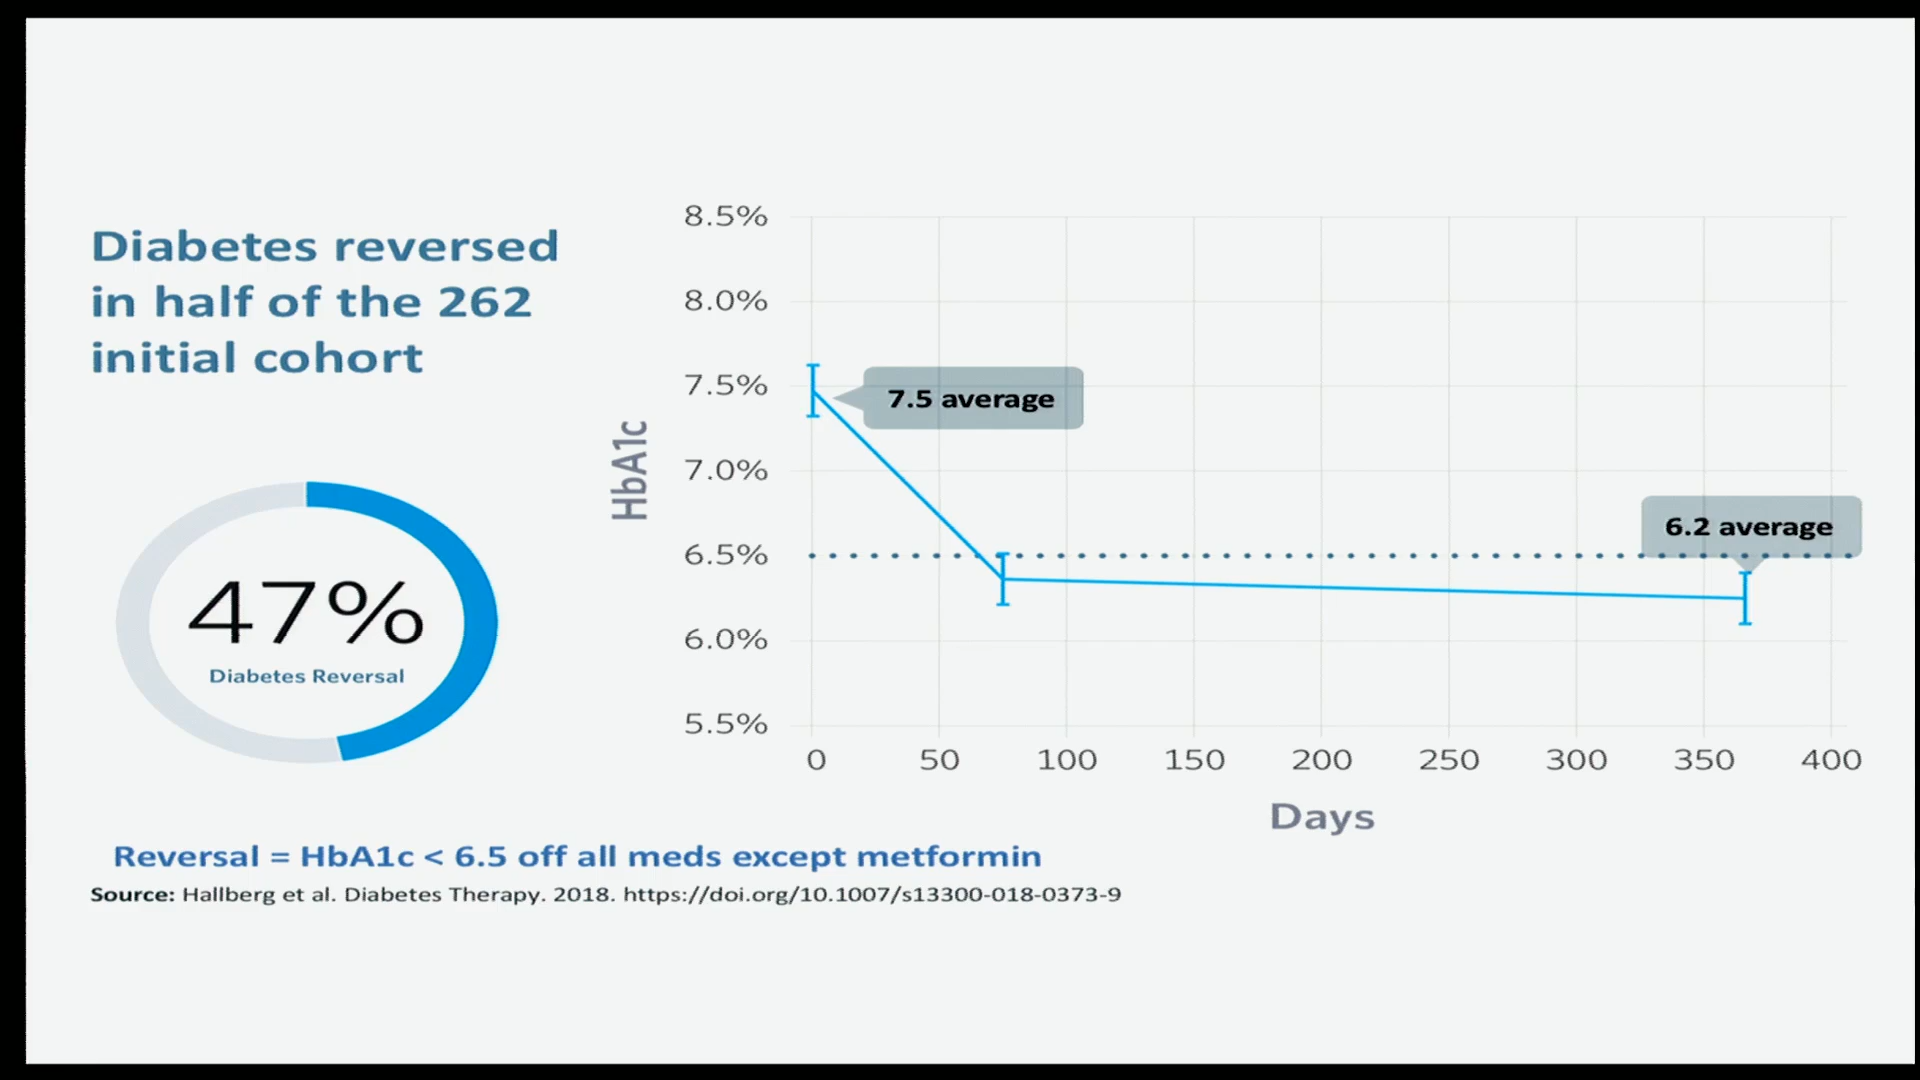 Diabetes reversed
in half of the 262
initial cohort
47%
Diabetes Reversal
HbA1c
8.5%
8.0%
7.5%
7.0%
6.5%
6.0%
5.5%
7.5 average
6.2 average
0 50 100 150 200 250 300 350 400
Days
Reversal = HbA1c < 6.5 off all meds except metformin
Source: Hallberg et al. Diabetes Therapy. 2018. https://doi.org/10.1007/s13300-018-0373-9